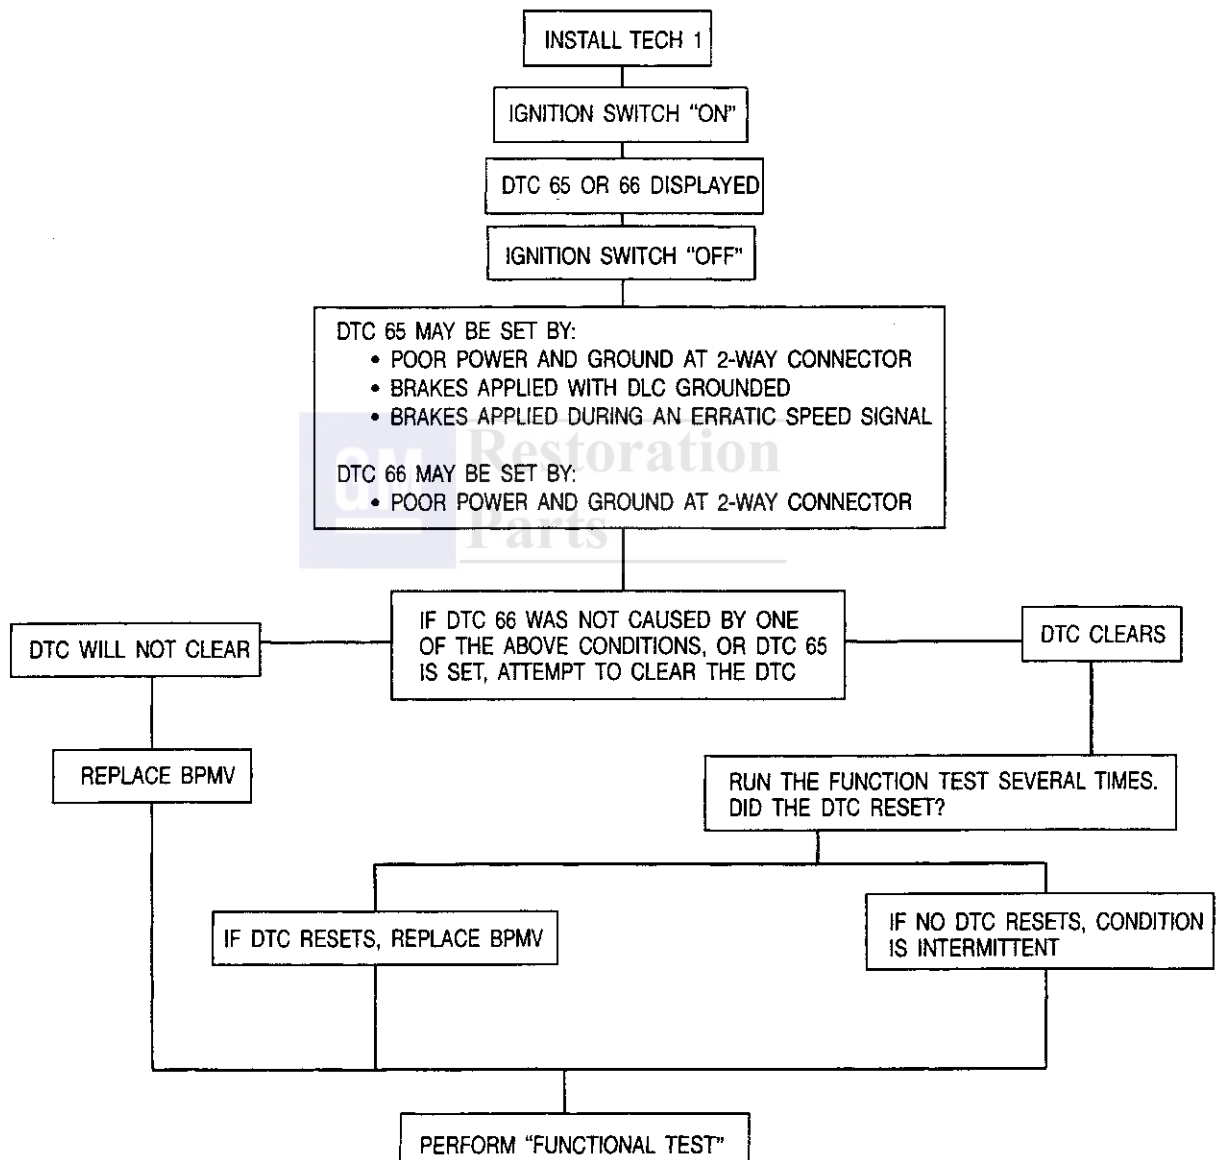 INSTALL TECH 1
IGNITION SWITCH "ON"
DTC 65 OR 66 DISPLAYED
IGNITION SWITCH "OFF"
DTC 65 MAY BE SET BY:
• POOR POWER AND GROUND AT 2-WAY CONNECTOR
• BRAKES APPLIED WITH DLC GROUNDED
• BRAKES APPLIED DURING AN ERRATIC SPEED SIGNAL
DTC 66 MAY BE SET BY:
• POOR POWER AND GROUND AT 2-WAY CONNECTOR
GM
Restoration
Parts
DTC WILL NOT CLEAR
IF DTC 66 WAS NOT CAUSED BY ONE
OF THE ABOVE CONDITIONS, OR DTC 65
IS SET, ATTEMPT TO CLEAR THE DTC
DTC CLEARS
REPLACE BPMV
RUN THE FUNCTION TEST SEVERAL TIMES.
DID THE DTC RESET?
IF DTC RESETS, REPLACE BPMV
IF NO DTC RESETS, CONDITION
IS INTERMITTENT
PERFORM "FUNCTIONAL TEST"